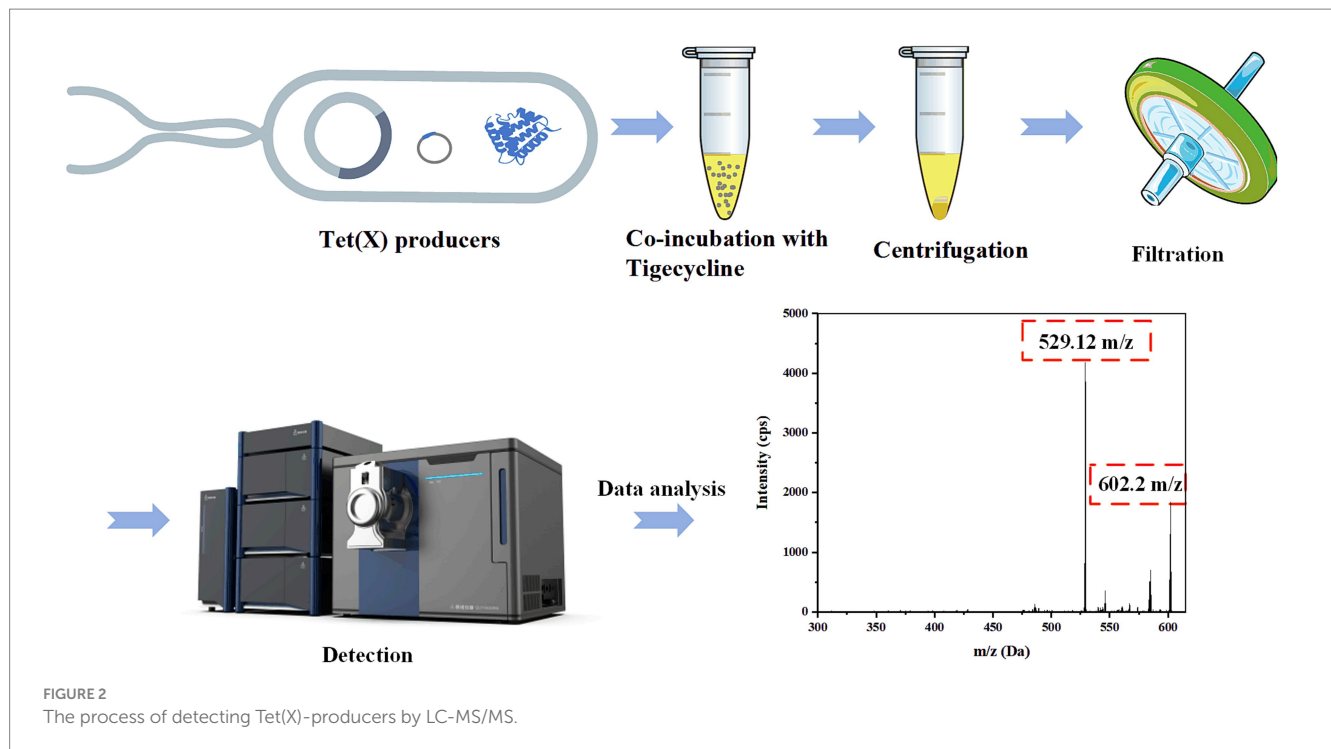 Tet(X) producers
Co-incubation with
Tigecycline
Centrifugation
Filtration
Detection
Data analysis
529.12 m/z
602.2 m/z
Intensity (cps)
5000
4000
3000
2000
1000
0
300 350 400 450 500 550 600
m/z (Da)
FIGURE 2
The process of detecting Tet(X)-producers by LC-MS/MS.